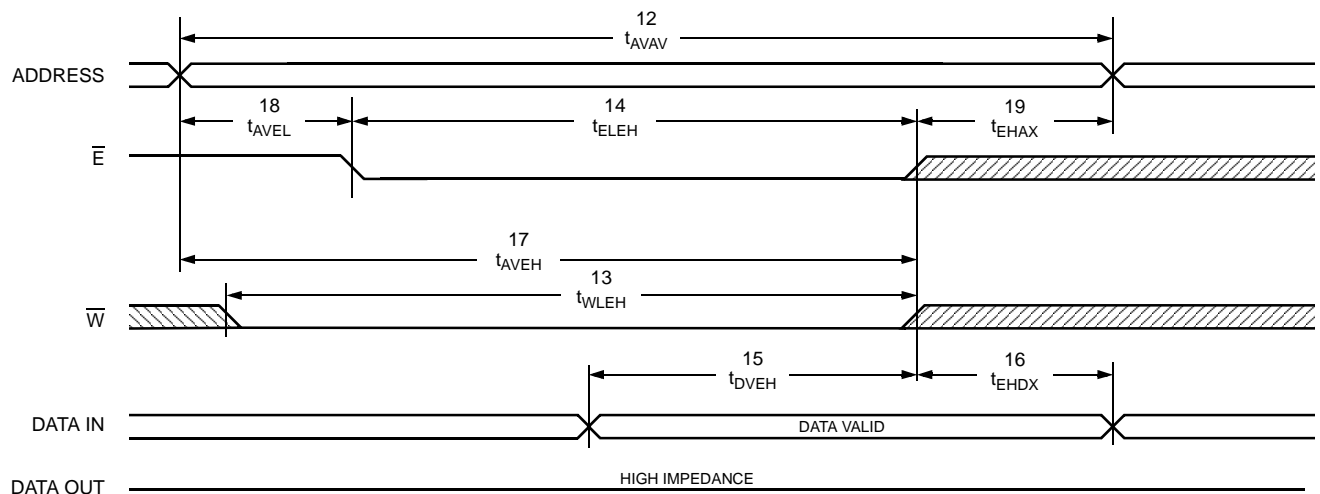 12
tAVAV
ADDRESS
18
tAVEL
14
tELEH
19
tEHAX
E
17
tAVEH
13
tWLEH
W
15
tDVEH
16
tEHDX
DATA IN
DATA VALID
DATA OUT
HIGH IMPEDANCE